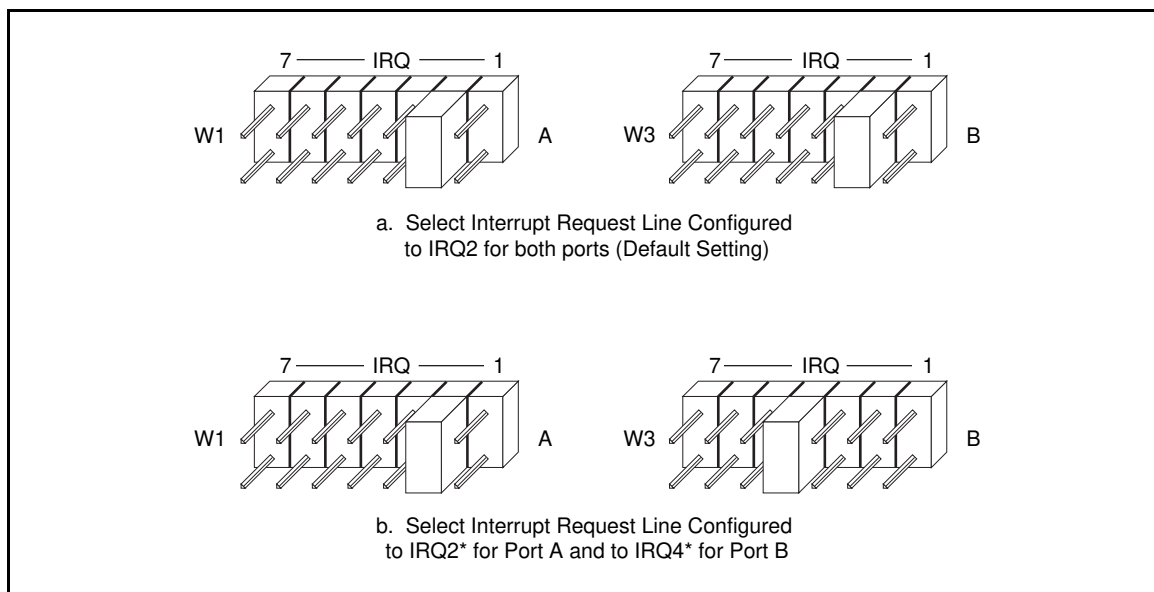 7 IRQ 1
W1 A
7 IRQ 1
W3 B
a. Select Interrupt Request Line Configured
to IRQ2 for both ports (Default Setting)
7 IRQ 1
W1 A
7 IRQ 1
W3 B
b. Select Interrupt Request Line Configured
to IRQ2* for Port A and to IRQ4* for Port B